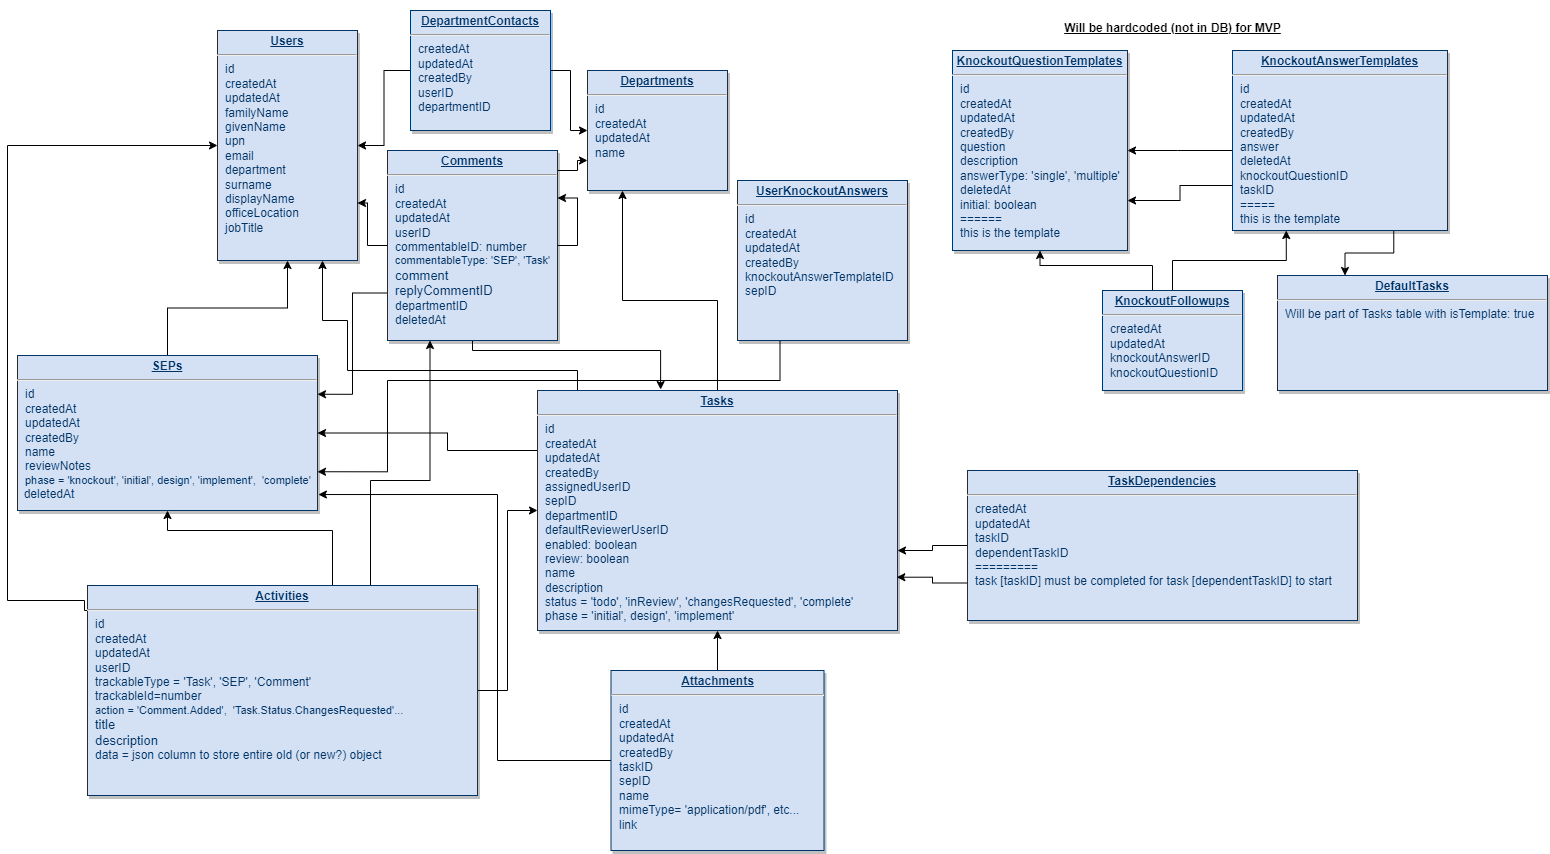 Users
id
createdAt
updatedAt
familyName
givenName
upn
email
department
surname
displayName
officeLocation
jobTitle
DepartmentContacts
createdAt
updatedAt
createdBy
userID
departmentID
Departments
id
createdAt
updatedAt
name
Comments
id
createdAt
updatedAt
userID
commentableID: number
commentableType: 'SEP', 'Task'
comment
replyCommentID
departmentID
deletedAt
UserKnockoutAnswers
id
createdAt
updatedAt
createdBy
knockoutAnswerTemplateID
sepID
Will be hardcoded (not in DB) for MVP
KnockoutQuestionTemplates
id
createdAt
updatedAt
createdBy
question
description
answerType: 'single', 'multiple'
deletedAt
initial: boolean
======
this is the template
KnockoutAnswerTemplates
id
createdAt
updatedAt
createdBy
answer
deletedAt
knockoutQuestionID
taskID
=====
this is the template
KnockoutFollowups
createdAt
updatedAt
knockoutAnswerID
knockoutQuestionID
DefaultTasks
Will be part of Tasks table with isTemplate: true
SEPs
id
createdAt
updatedAt
createdBy
name
reviewNotes
phase = 'knockout', 'initial', design', 'implement', 'complete'
deletedAt
Tasks
id
createdAt
updatedAt
createdBy
assignedUserID
sepID
departmentID
defaultReviewerUserID
enabled: boolean
review: boolean
name
description
status = 'todo', 'inReview', 'changesRequested', 'complete'
phase = 'initial', design', 'implement'
TaskDependencies
createdAt
updatedAt
taskID
dependentTaskID
=========
task [taskID] must be completed for task [dependentTaskID] to start
Activities
id
createdAt
updatedAt
userID
trackableType = 'Task', 'SEP', 'Comment'
trackableId=number
action = 'Comment.Added', 'Task.Status.ChangesRequested'...
title
description
data = json column to store entire old (or new?) object
Attachments
id
createdAt
updatedAt
createdBy
taskID
sepID
name
mimeType= 'application/pdf', etc...
link